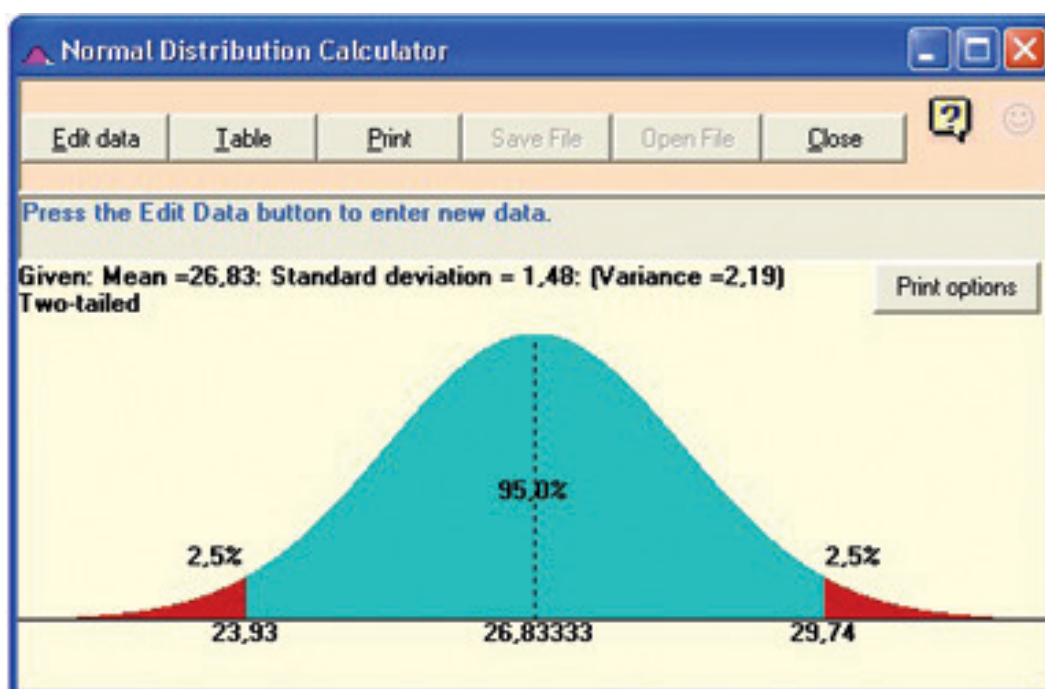 Normal Distribution Calculator
Edit data Table Print Save File Open File Close
Press the Edit Data button to enter new data.
Given: Mean =26,83: Standard deviation = 1,48: (Variance =2,19)
Two-tailed
Print options
95,0%
2,5% 2,5%
23,93 26,83333 29,74